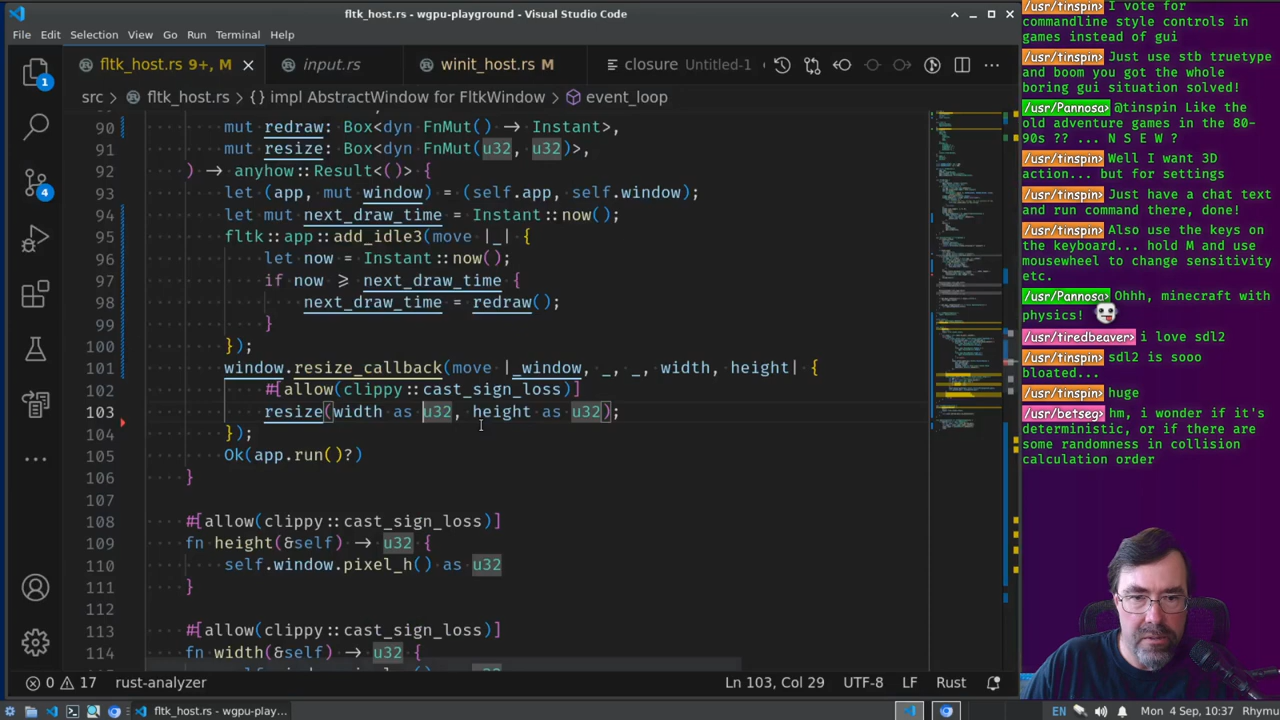 fltk_host.rs - wgpu-playground - Visual Studio Code
File Edit Selection View Go Run Terminal Help
fltk_host.rs 9+, M input.rs winit_host.rs M closure Untitled-1
src > fltk_host.rs > {} impl AbstractWindow for FltkWindow > event_loop
90 mut redraw: Box<dyn FnMut() → Instant>,
91 mut resize: Box<dyn FnMut(u32, u32)>,
92 ) → anyhow::Result<()> {
93 let (app, mut window) = (self.app, self.window);
94 let mut next_draw_time = Instant::now();
95 fltk::app::add_idle3(move |_| {
96 let now = Instant::now();
97 if now ≥ next_draw_time {
98 next_draw_time = redraw();
99 }
100 });
101 window.resize_callback(move |_window, _, _, width, height| {
102 #[allow(clippy::cast_sign_loss)]
103 resize(width as u32, height as u32);
104 });
105 Ok(app.run()?)
106 }
107
108 #[allow(clippy::cast_sign_loss)]
109 fn height(&self) → u32 {
110 self.window.pixel_h() as u32
111 }
112
113 #[allow(clippy::cast_sign_loss)]
114 fn width(&self) → u32 {
1
4
0 17 rust-analyzer Ln 103, Col 29 UTF-8 LF Rust
fltk_host.rs - wgpu-play... EN Mon 4 Sep, 10:37 Rhymu
/usr/tinspin> I vote for
commandline style controls in
games instead of gui
/usr/tinspin> Just use stb truetype
and boom you got the whole
boring gui situation solved!
/usr/Pannosa> @tinspin Like the
old adventure games in the 80-
90s ?? ... N S E W ?
/usr/tinspin> Well I want 3D
action... but for settings
/usr/tinspin> Just have a chat text
and run command there, done!
/usr/tinspin> Also use the keys on
the keyboard... hold M and use
mousewheel to change sensitivity
etc.
/usr/Pannosa> Ohhh, minecraft with
physics!
/usr/tiredbeaver> i love sdl2
/usr/tinspin> sdl2 is sooo
bloated...
/usr/tinspin> huge
/usr/betseg> hm, i wonder if it's
deterministic, or if there are
some randomness in collision
calculation order